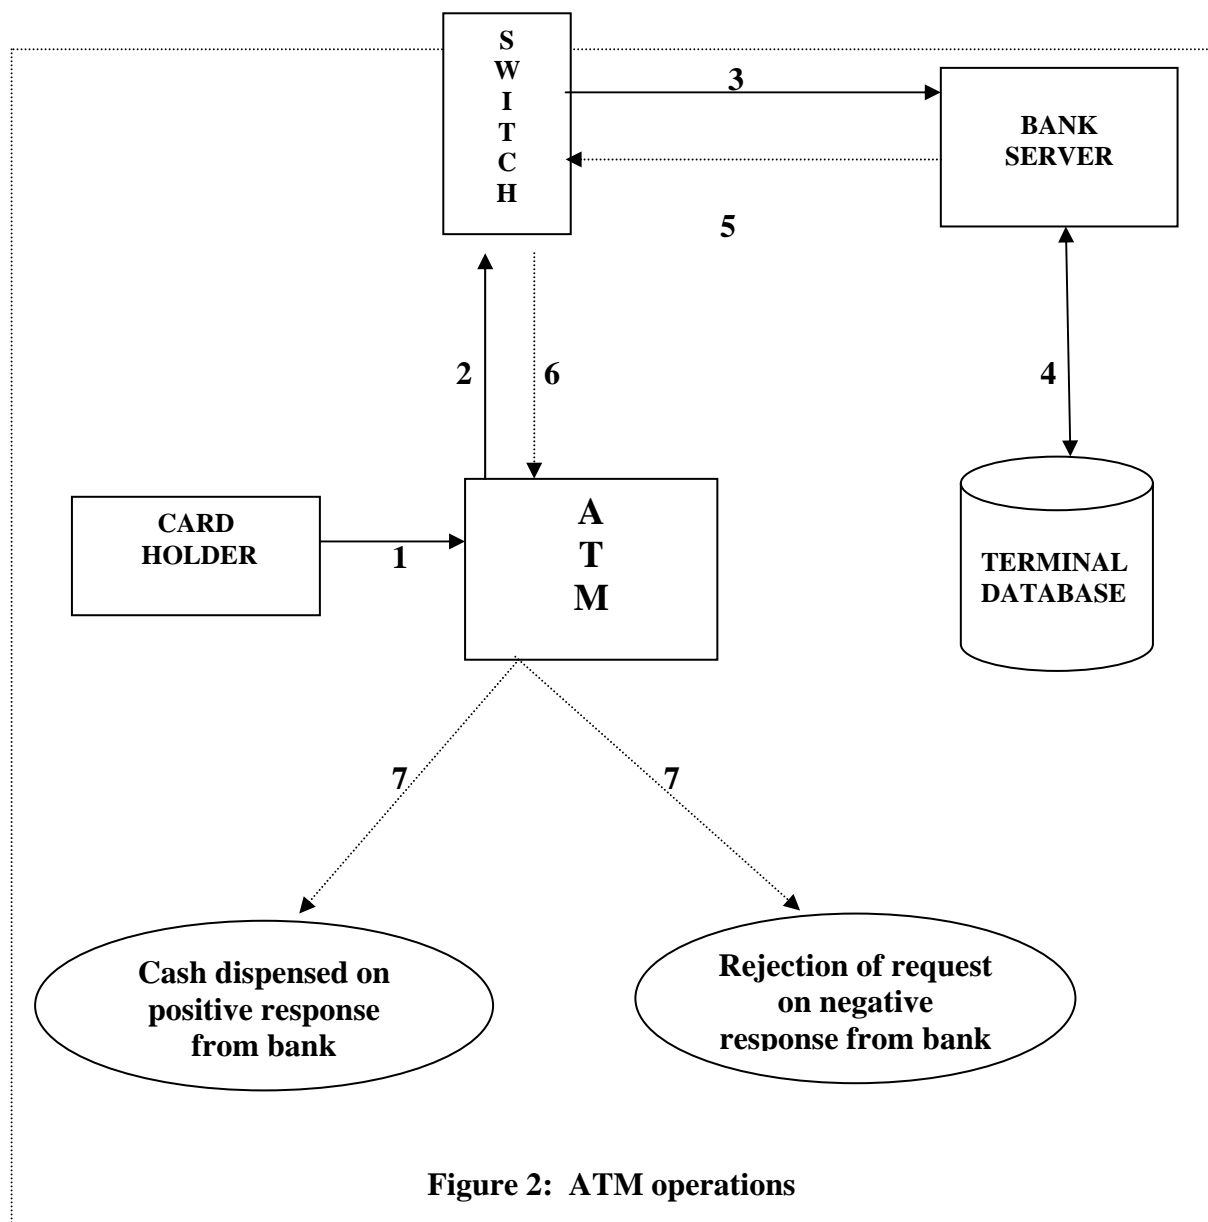 S
W
I
T
C
H
3
BANK
SERVER
5
2
6
4
CARD
HOLDER
1
A
T
M
TERMINAL
DATABASE
7
7
Cash dispensed on
positive response
from bank
Rejection of request
on negative
response from bank
Figure 2: ATM operations